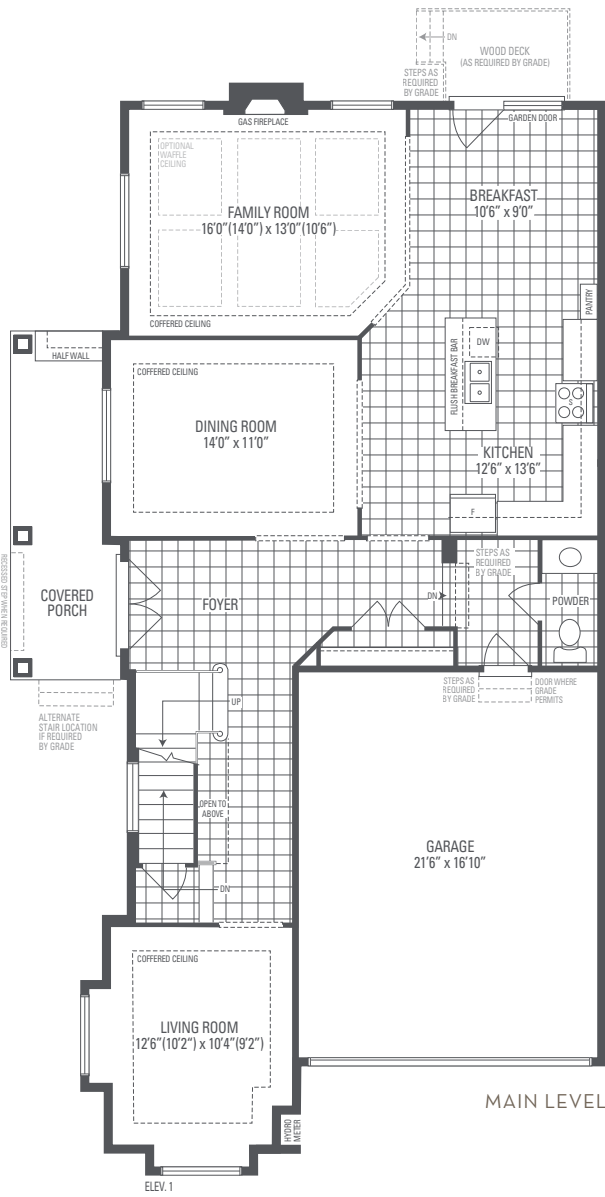 DN
WOOD DECK
(AS REQUIRED BY GRADE)
STEPS AS
REQUIRED
BY GRADE
GAS FIREPLACE
GARDEN DOOR
OPTIONAL
WAFFLE
CEILING
FAMILY ROOM
16'0"(14'0") x 13'0"(10'6")
BREAKFAST
10'6" x 9'0"
COFFERED CEILING
PANTRY
HALF WALL
COFFERED CEILING
FLUSH BREAKFAST BAR
DW
S
DINING ROOM
14'0" x 11'0"
KITCHEN
12'6" x 13'6"
F
RECESSED STEP WHEN REQUIRED
COVERED
PORCH
FOYER
STEPS AS
REQUIRED
BY GRADE
DN
POWDER
STEPS AS
REQUIRED
BY GRADE
DOOR WHERE
GRADE
PERMITS
UP
ALTERNATE
STAIR LOCATION
IF REQUIRED
BY GRADE
OPEN TO
ABOVE
DN
GARAGE
21'6" x 16'10"
COFFERED CEILING
LIVING ROOM
12'6"(10'2") x 10'4"(9'2")
HYDRO
METER
MAIN LEVEL
ELEV. 1